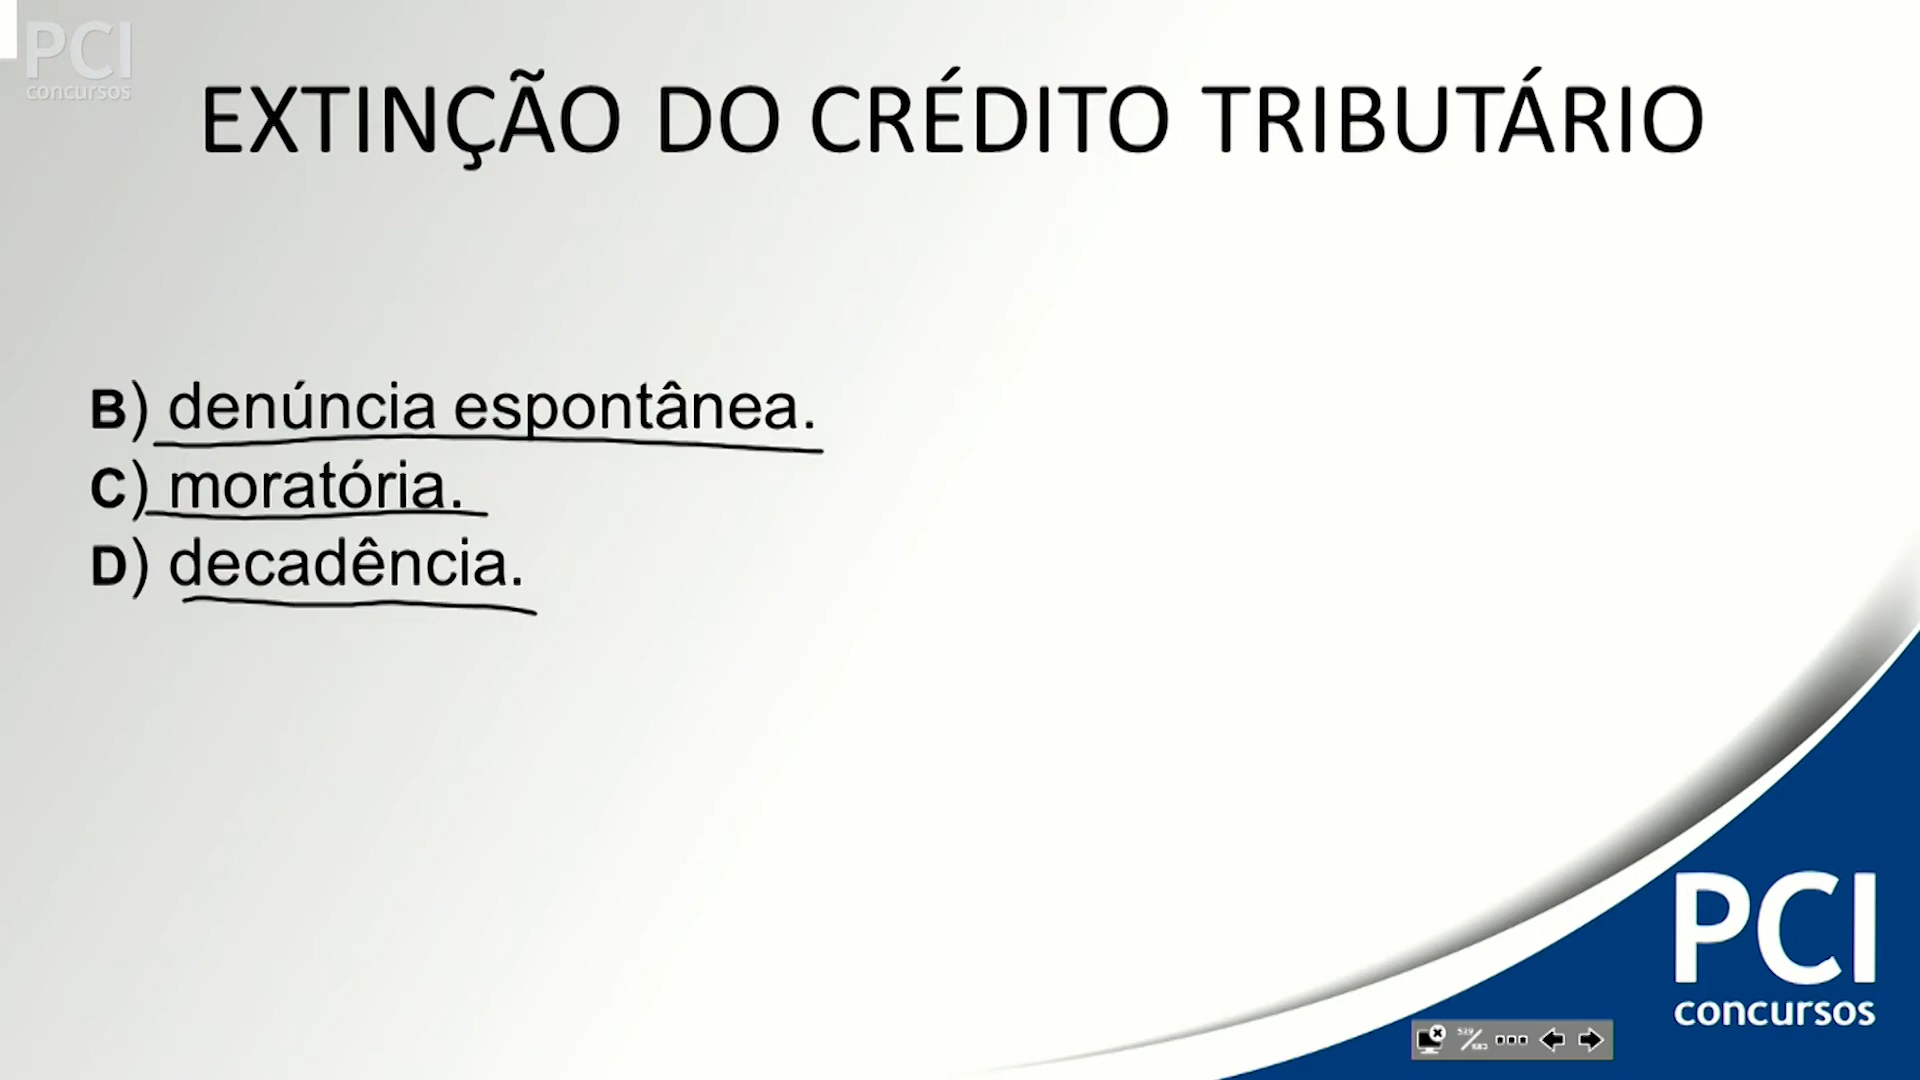 PCI
concursos
EXTINÇÃO DO CRÉDITO TRIBUTÁRIO
B) denúncia espontânea.
C) moratória.
D) decadência.
PCI
concursos